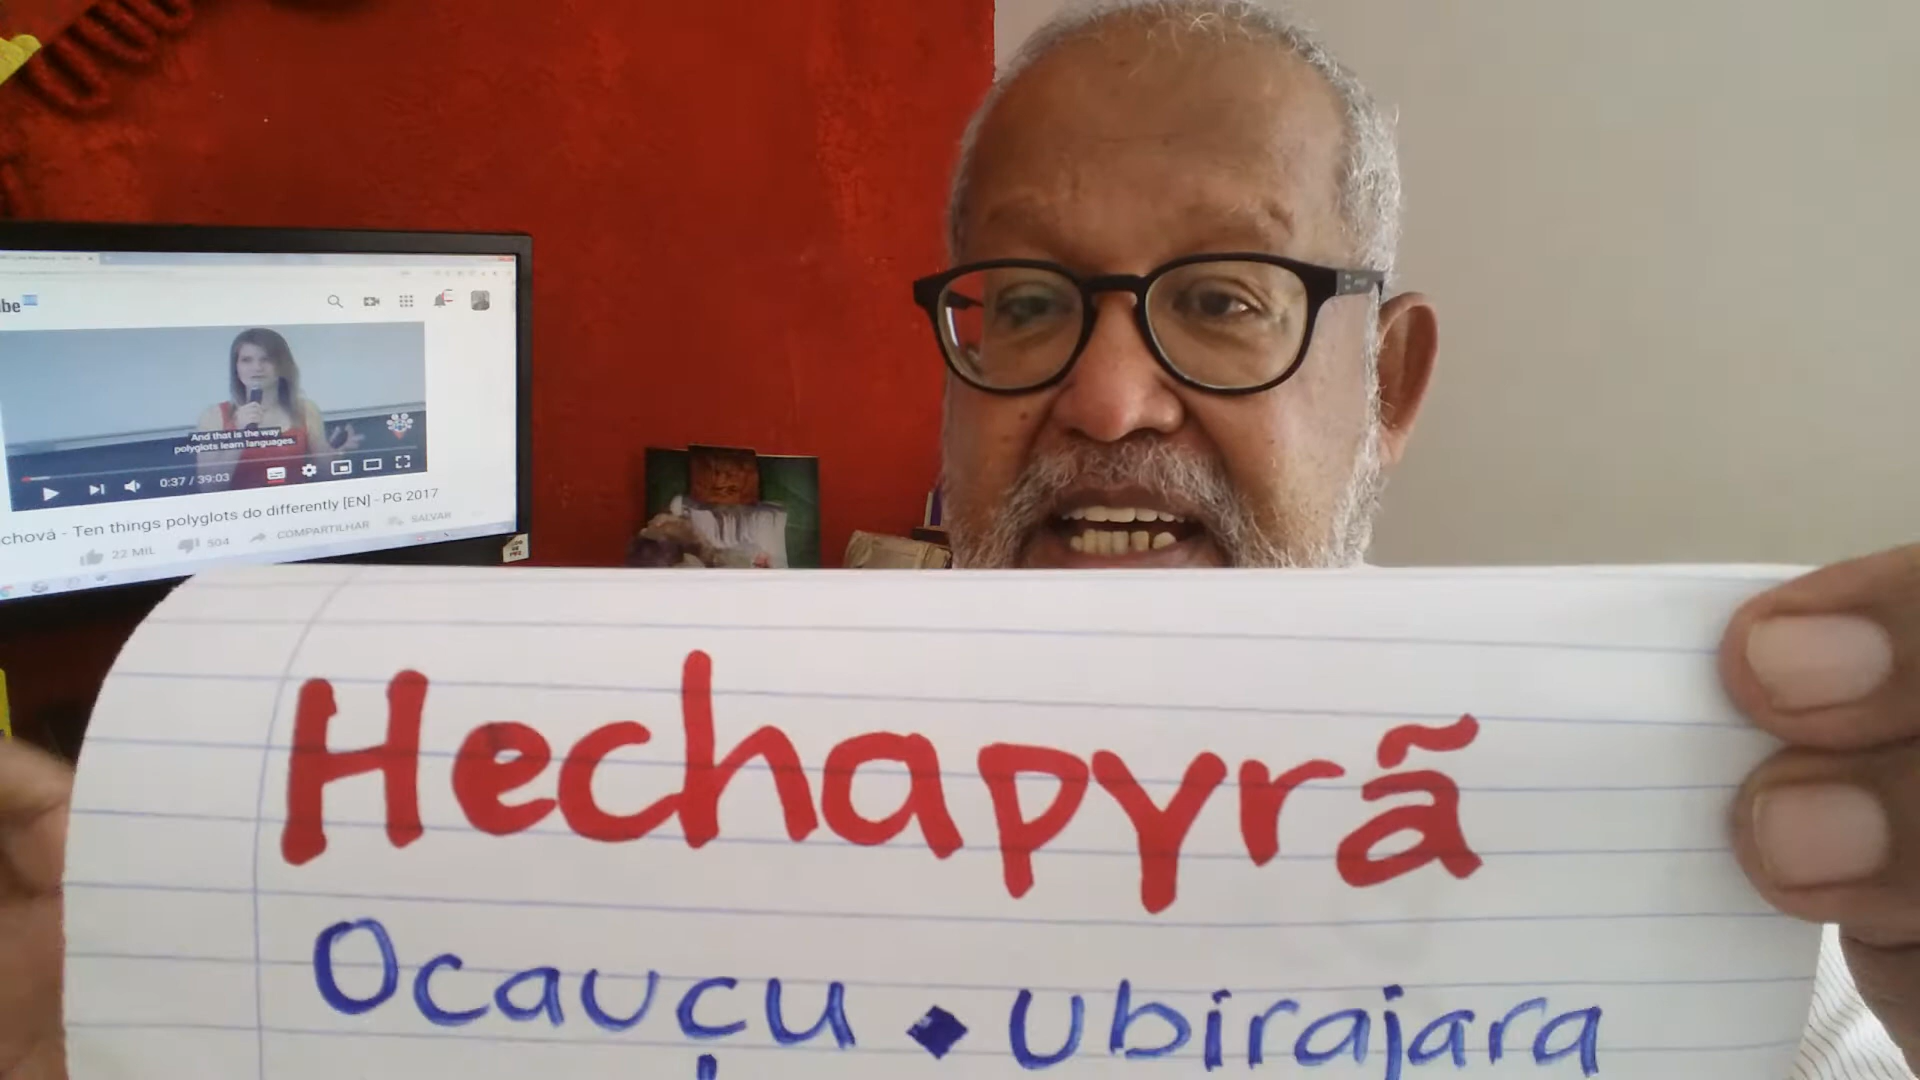 be
And that is the way
polyglots learn languages.
0:37 / 39:03
chová - Ten things polyglots do differently [EN] - PG 2017
22 MIL 504 COMPARTILHAR SALVAR
Hechapyrã
Ocauçu ◆ Ubirajara